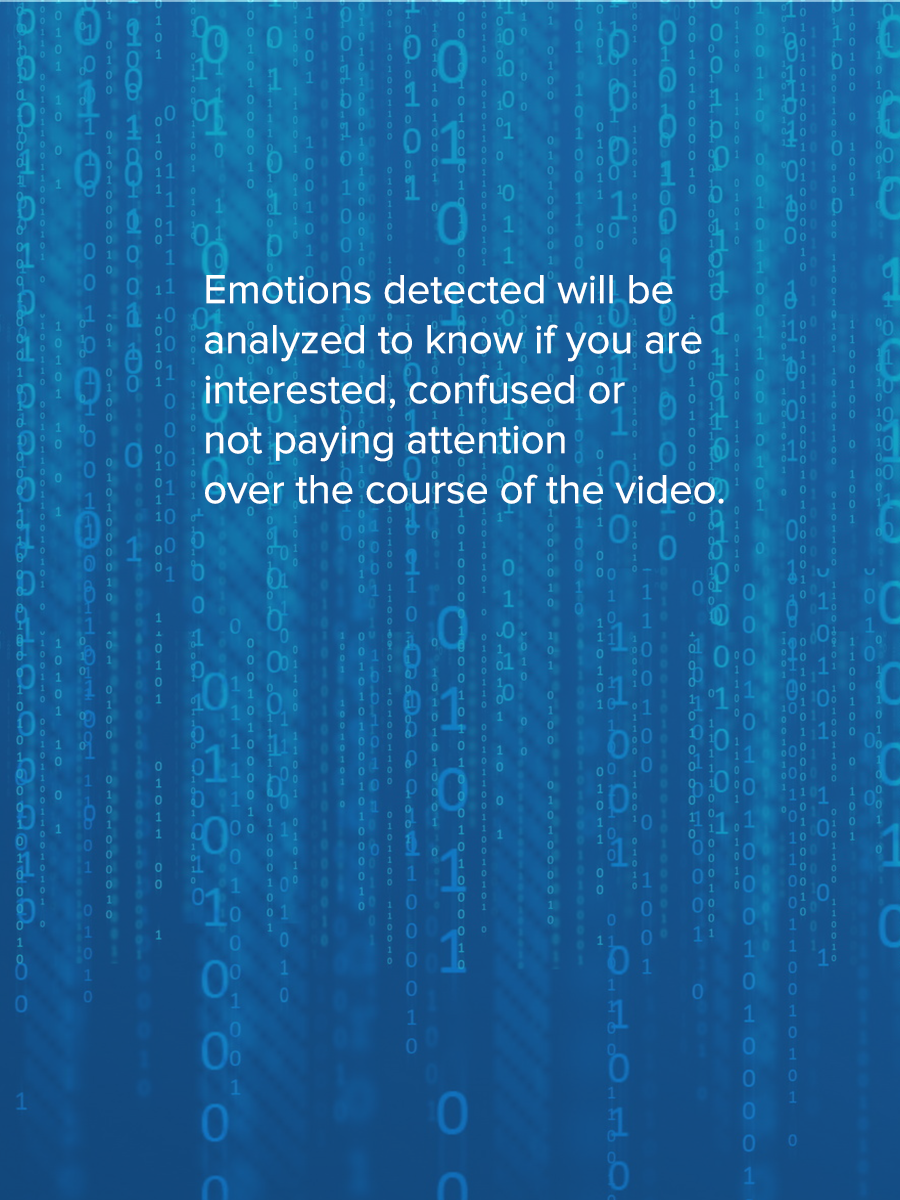 Emotions detected will be
analyzed to know if you are
interested, confused or
not paying attention
over the course of the video.